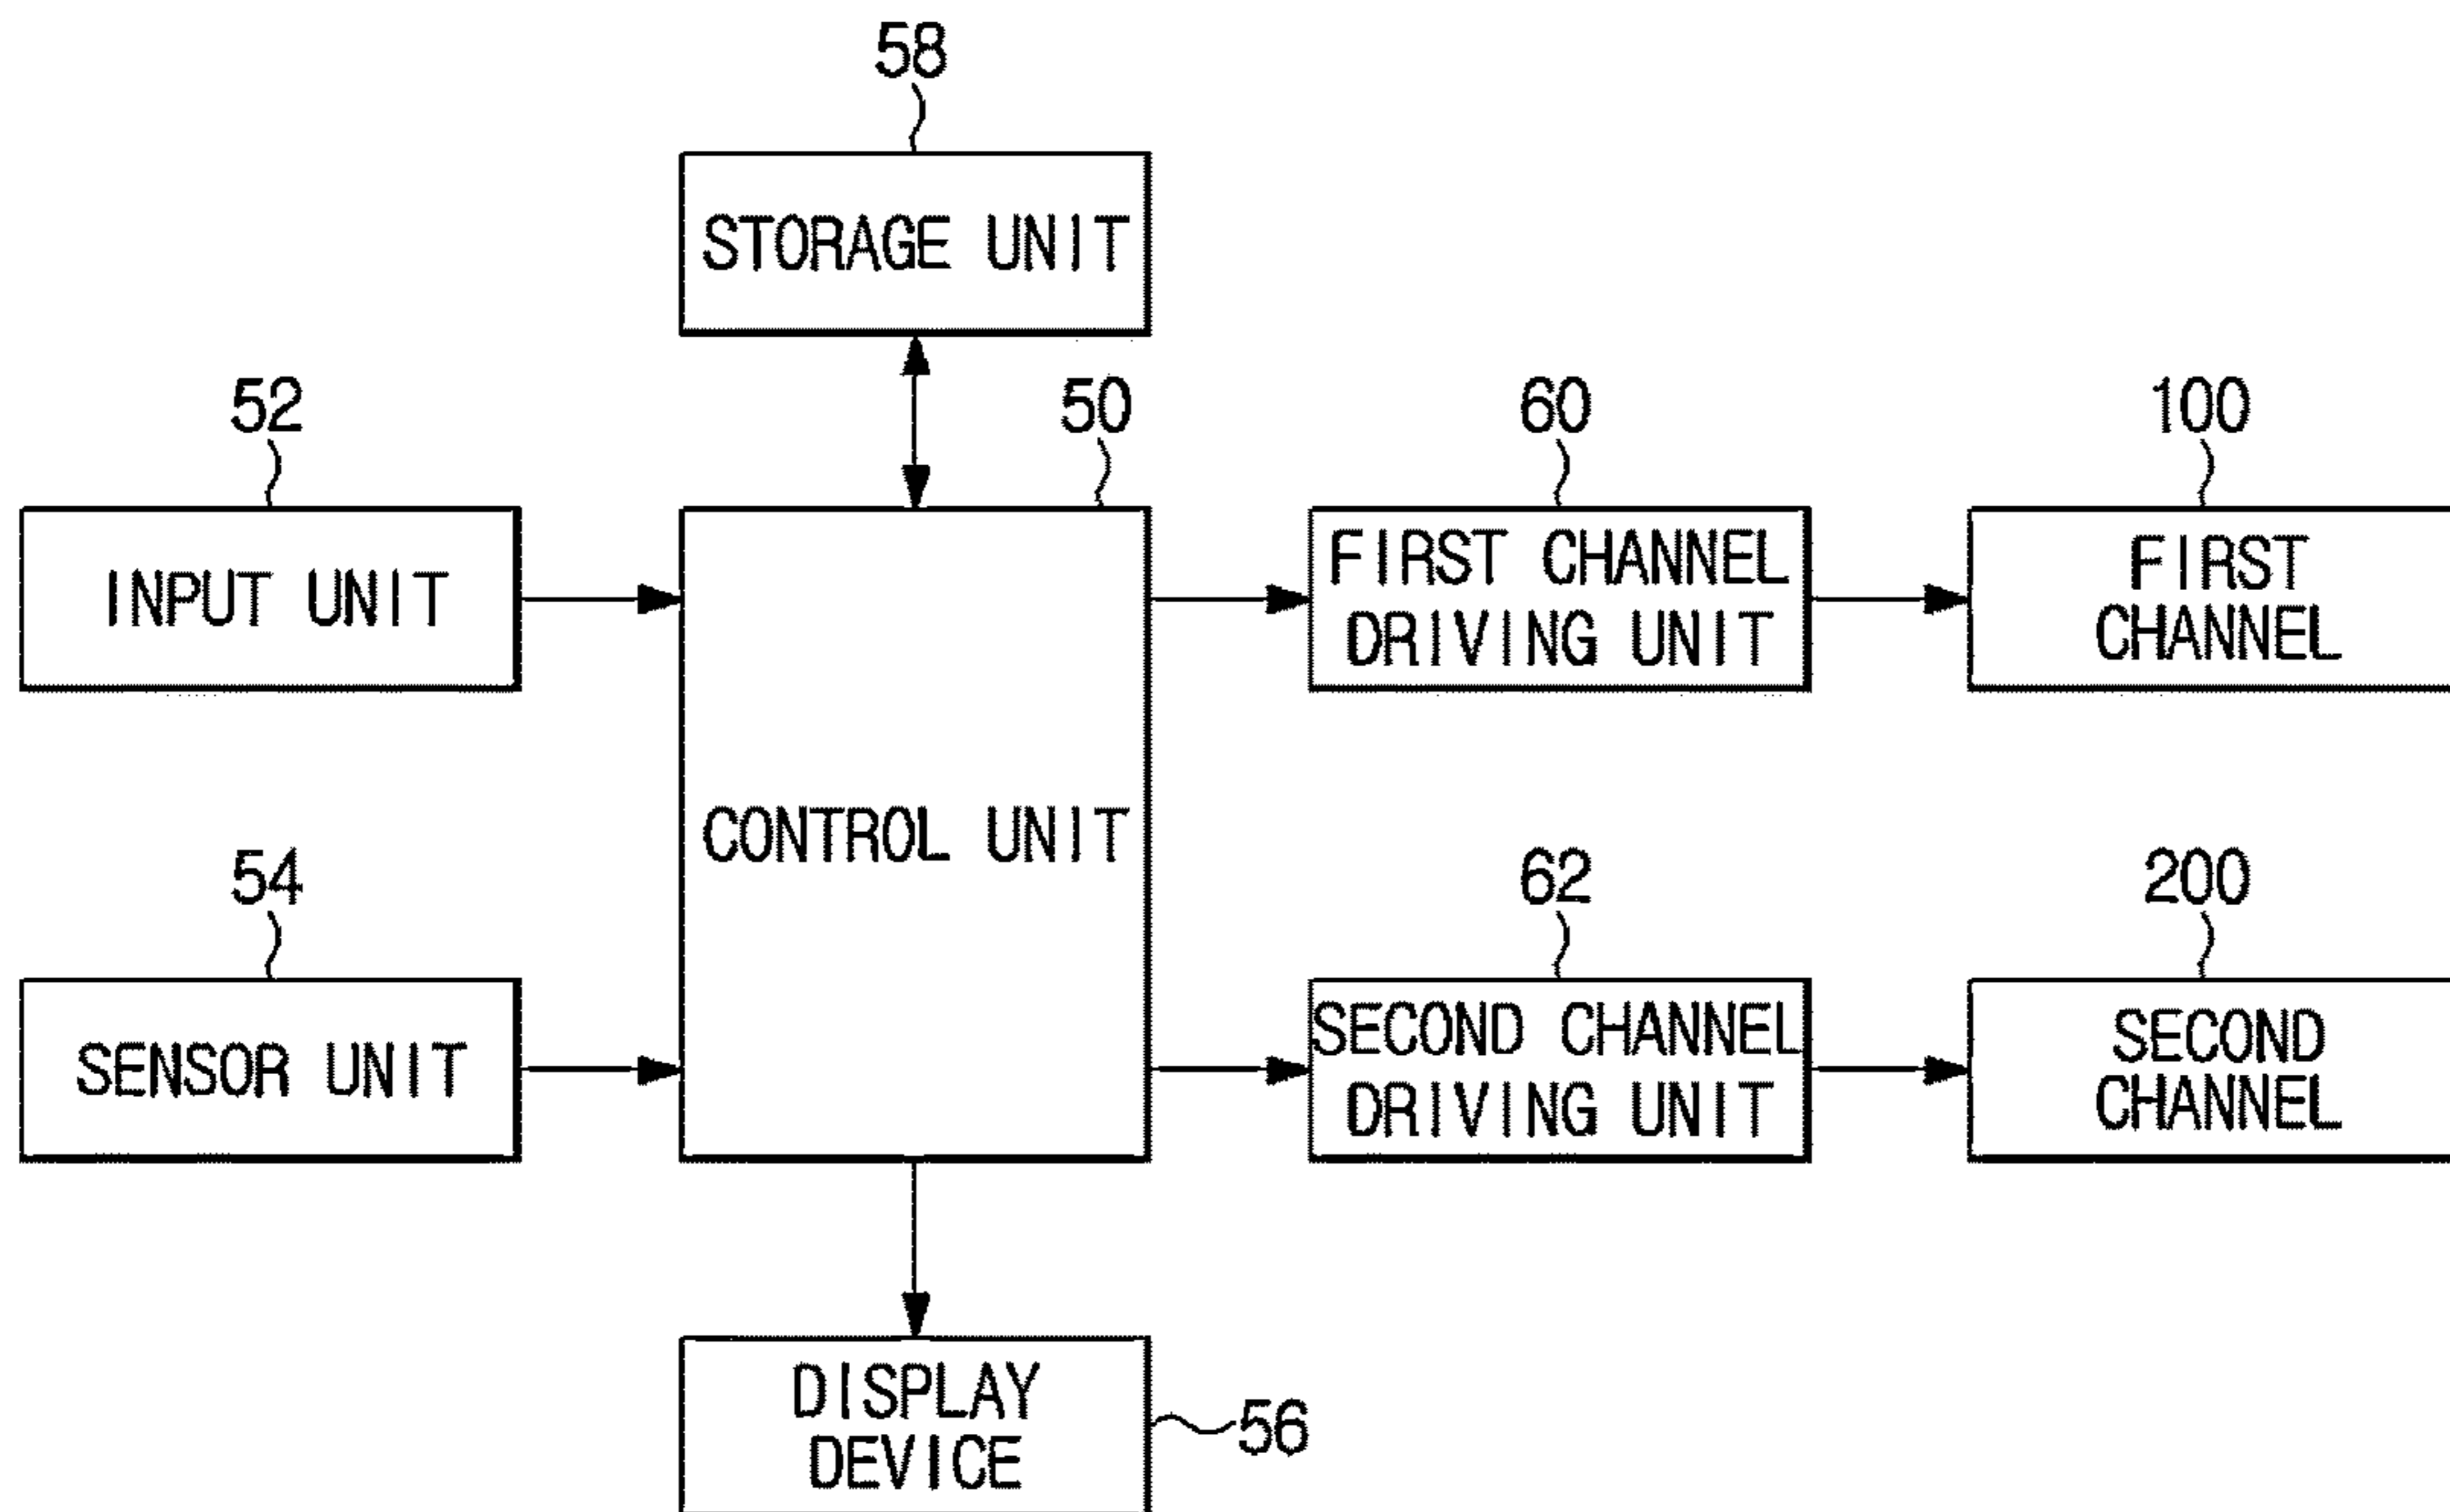 58
STORAGE UNIT
52
50
60
100
INPUT UNIT
FIRST CHANNEL
DRIVING UNIT
FIRST
CHANNEL
CONTROL UNIT
54
62
200
SENSOR UNIT
SECOND CHANNEL
DRIVING UNIT
SECOND
CHANNEL
DISPLAY
DEVICE
56